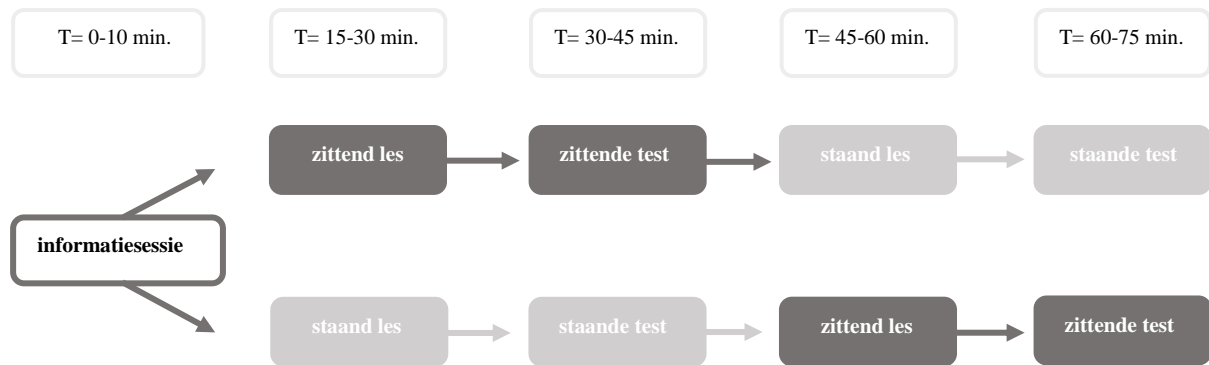 T= 0-10 min.
T= 15-30 min.
T= 30-45 min.
T= 45-60 min.
T= 60-75 min.
zittend les
zittende test
staand les
staande test
informatiesessie
staand les
staande test
zittend les
zittende test